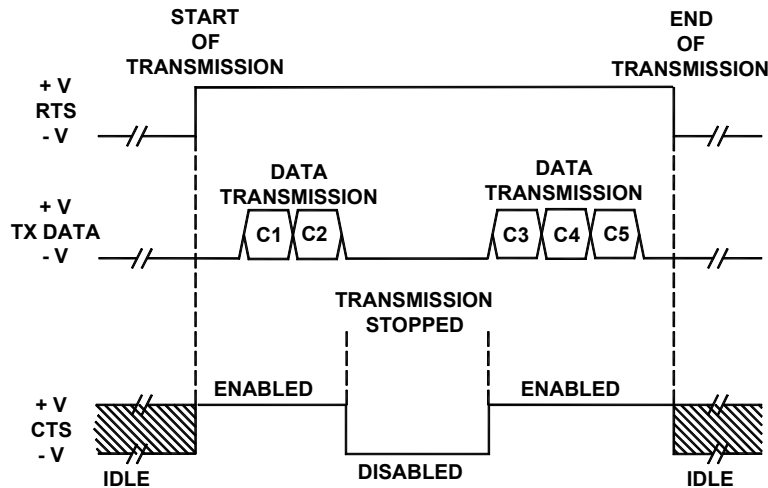 START
OF
TRANSMISSION
END
OF
TRANSMISSION
+ V
RTS
- V
DATA
TRANSMISSION
DATA
TRANSMISSION
+ V
TX DATA
- V
C1 C2 C3 C4 C5
TRANSMISSION
STOPPED
ENABLED ENABLED
+ V
CTS
- V
IDLE DISABLED IDLE